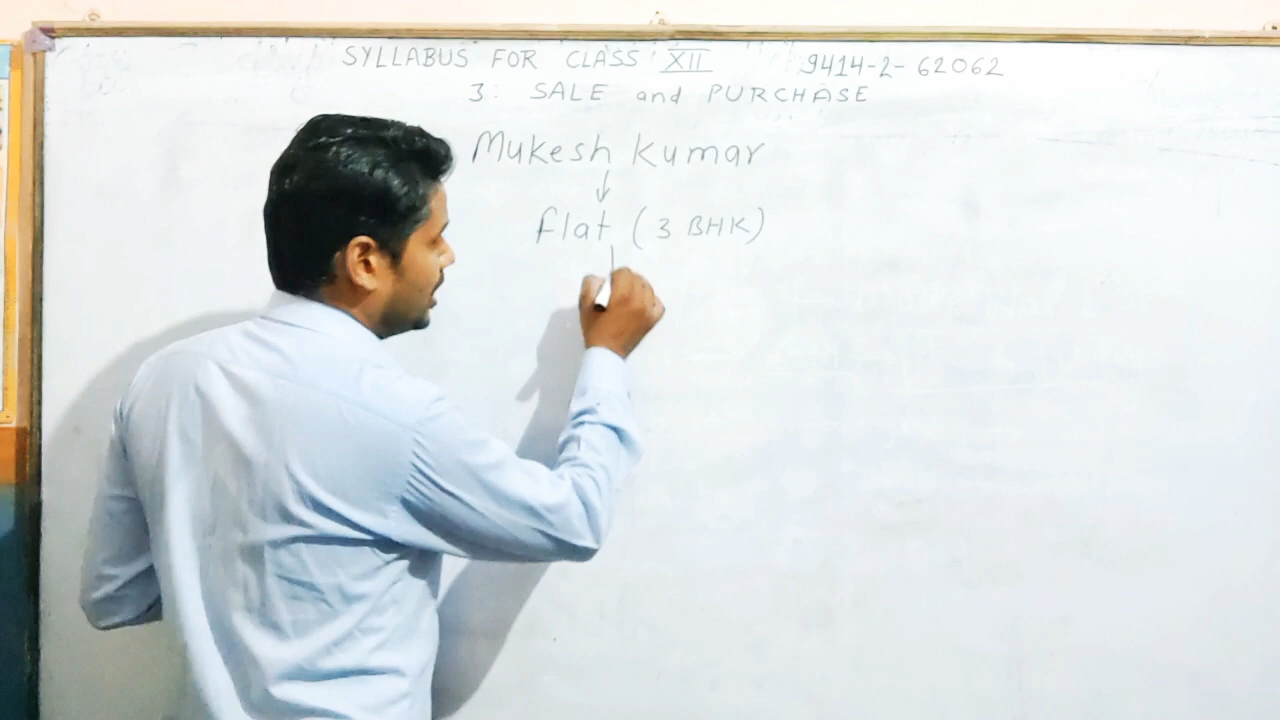 SYLLABUS FOR CLASS XII 9414-2-62062
3: SALE and PURCHASE
Mukesh Kumar
↓
flat (3 BHK)